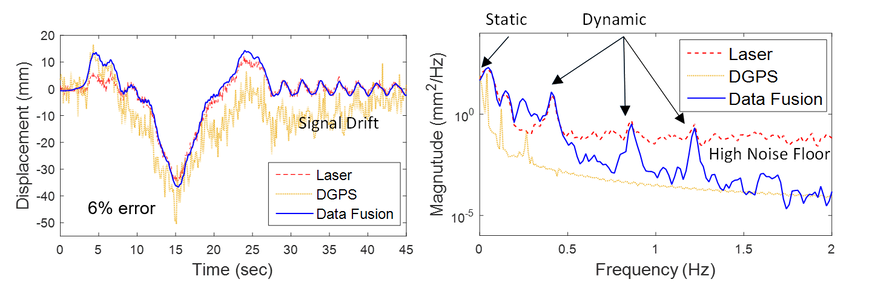 20
10
0
-10
-20
-30
-40
-50
Displacement (mm)
Signal Drift
6% error
Laser
DGPS
Data Fusion
0 5 10 15 20 25 30 35 40 45
Time (sec)
Static
Dynamic
Magnutude (mm²/Hz)
10⁰
10⁻⁵
Laser
DGPS
Data Fusion
High Noise Floor
0 0.5 1 1.5 2
Frequency (Hz)